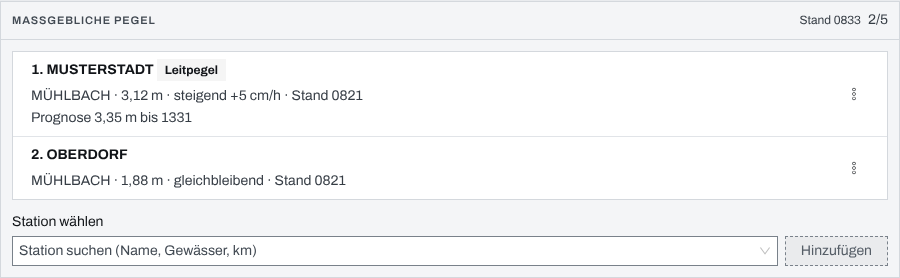 MASSGEBLICHE PEGEL
Stand 0833 2/5
1. MUSTERSTADT Leitpegel
MÜHLBACH · 3,12 m · steigend +5 cm/h · Stand 0821
Prognose 3,35 m bis 1331
2. OBERDORF
MÜHLBACH · 1,88 m · gleichbleibend · Stand 0821
Station wählen
Station suchen (Name, Gewässer, km)
Hinzufügen